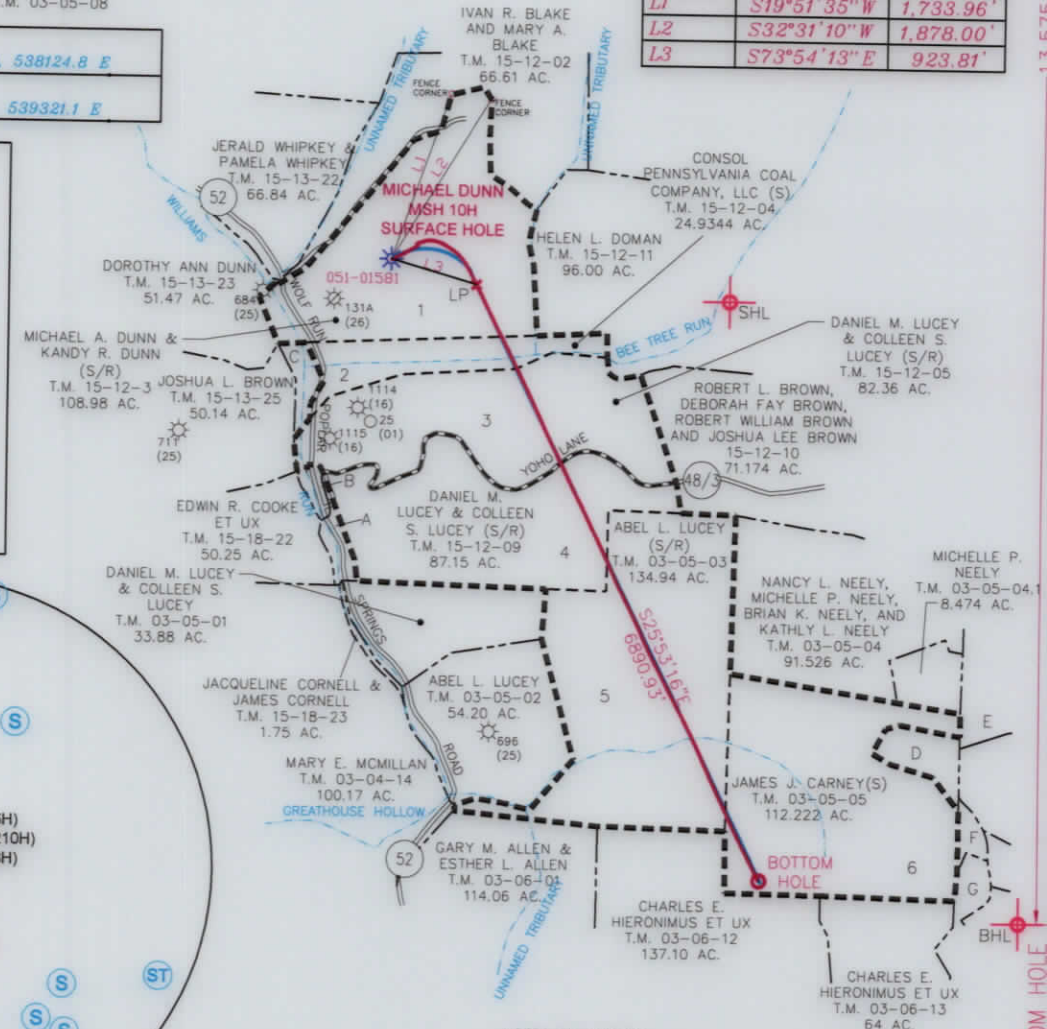 T.M. 03-05-08
538124.8 E
539321.1 E
L1 S19°51'35"W 1,733.96'
L2 S32°31'10"W 1,878.00'
L3 S73°54'13"E 923.81'
IVAN R. BLAKE
AND MARY A.
BLAKE
T.M. 15-12-02
66.61 AC.
FENCE
CORNER
FENCE
CORNER
UNNAMED TRIBUTARY
UNNAMED TRIBUTARY
JERALD WHIPKEY &
PAMELA WHIPKEY
T.M. 15-13-22
66.84 AC.
52
WILLIAMS
L1
L2
MICHAEL DUNN
MSH 10H
SURFACE HOLE
L3
LP
051-01581
CONSOL
PENNSYLVANIA COAL
COMPANY, LLC (S)
T.M. 15-12-04
24.9344 AC.
HELEN L. DOMAN
T.M. 15-12-11
96.00 AC.
DOROTHY ANN DUNN
T.M. 15-13-23
51.47 AC.
684
(25)
WOLF RUN
131A
(26)
1
SHL
BEE TREE RUN
MICHAEL A. DUNN &
KANDY R. DUNN
(S/R)
T.M. 15-12-3
108.98 AC.
C
2
JOSHUA L. BROWN
T.M. 15-13-25
50.14 AC.
711
(25)
1114
(16)
25
(01)
1115
(16)
3
POPLAR
DANIEL M. LUCEY
& COLLEEN S.
LUCEY (S/R)
T.M. 15-12-05
82.36 AC.
ROBERT L. BROWN,
DEBORAH FAY BROWN,
ROBERT WILLIAM BROWN
AND JOSHUA LEE BROWN
15-12-10
71.174 AC.
YOHO LANE
48/3
B
A
RUN
EDWIN R. COOKE
ET UX
T.M. 15-18-22
50.25 AC.
DANIEL M.
LUCEY & COLLEEN
S. LUCEY (S/R)
T.M. 15-12-09
87.15 AC.
4
ABEL L. LUCEY
(S/R)
T.M. 03-05-03
134.94 AC.
MICHELLE P.
NEELY
T.M. 03-05-04.1
8.474 AC.
NANCY L. NEELY,
MICHELLE P. NEELY,
BRIAN K. NEELY, AND
KATHLY L. NEELY
T.M. 03-05-04
91.526 AC.
DANIEL M. LUCEY
& COLLEEN S.
LUCEY
T.M. 03-05-01
33.88 AC.
SPRINGS
S25°53'16"E
6890.93'
JACQUELINE CORNELL &
JAMES CORNELL
T.M. 15-18-23
1.75 AC.
ABEL L. LUCEY
T.M. 03-05-02
54.20 AC.
696
(25)
5
E
D
ROAD
MARY E. MCMILLAN
T.M. 03-04-14
100.17 AC.
GREATHOUSE HOLLOW
52
JAMES J. CARNEY(S)
T.M. 03-05-05
112.222 AC.
F
G
6
BOTTOM
HOLE
GARY M. ALLEN &
ESTHER L. ALLEN
T.M. 03-06-01
114.06 AC.
UNNAMED TRIBUTARY
CHARLES E.
HIERONIMUS ET UX
T.M. 03-06-12
137.10 AC.
BHL
CHARLES E.
HIERONIMUS ET UX
T.M. 03-06-13
64 AC.
S
10H)
S
ST
S
S